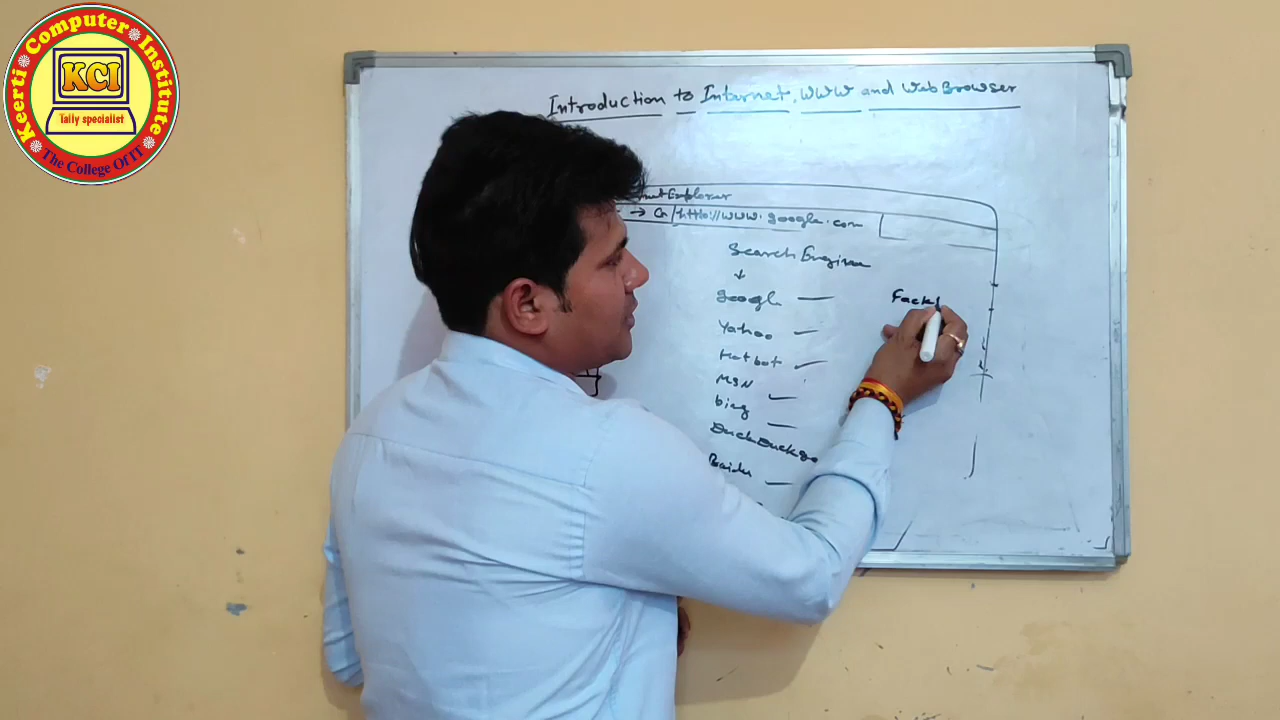 Keerti Computer Institute
KCI
Tally specialist
The College Of IT
Introduction to Internet, WWW and Web Browser
Explorer
→ http://www.google.com
Search Engine
↓
google —
Yahoo —
Hotbot
MSN
bing —
DuckDuckgo
Baidu —